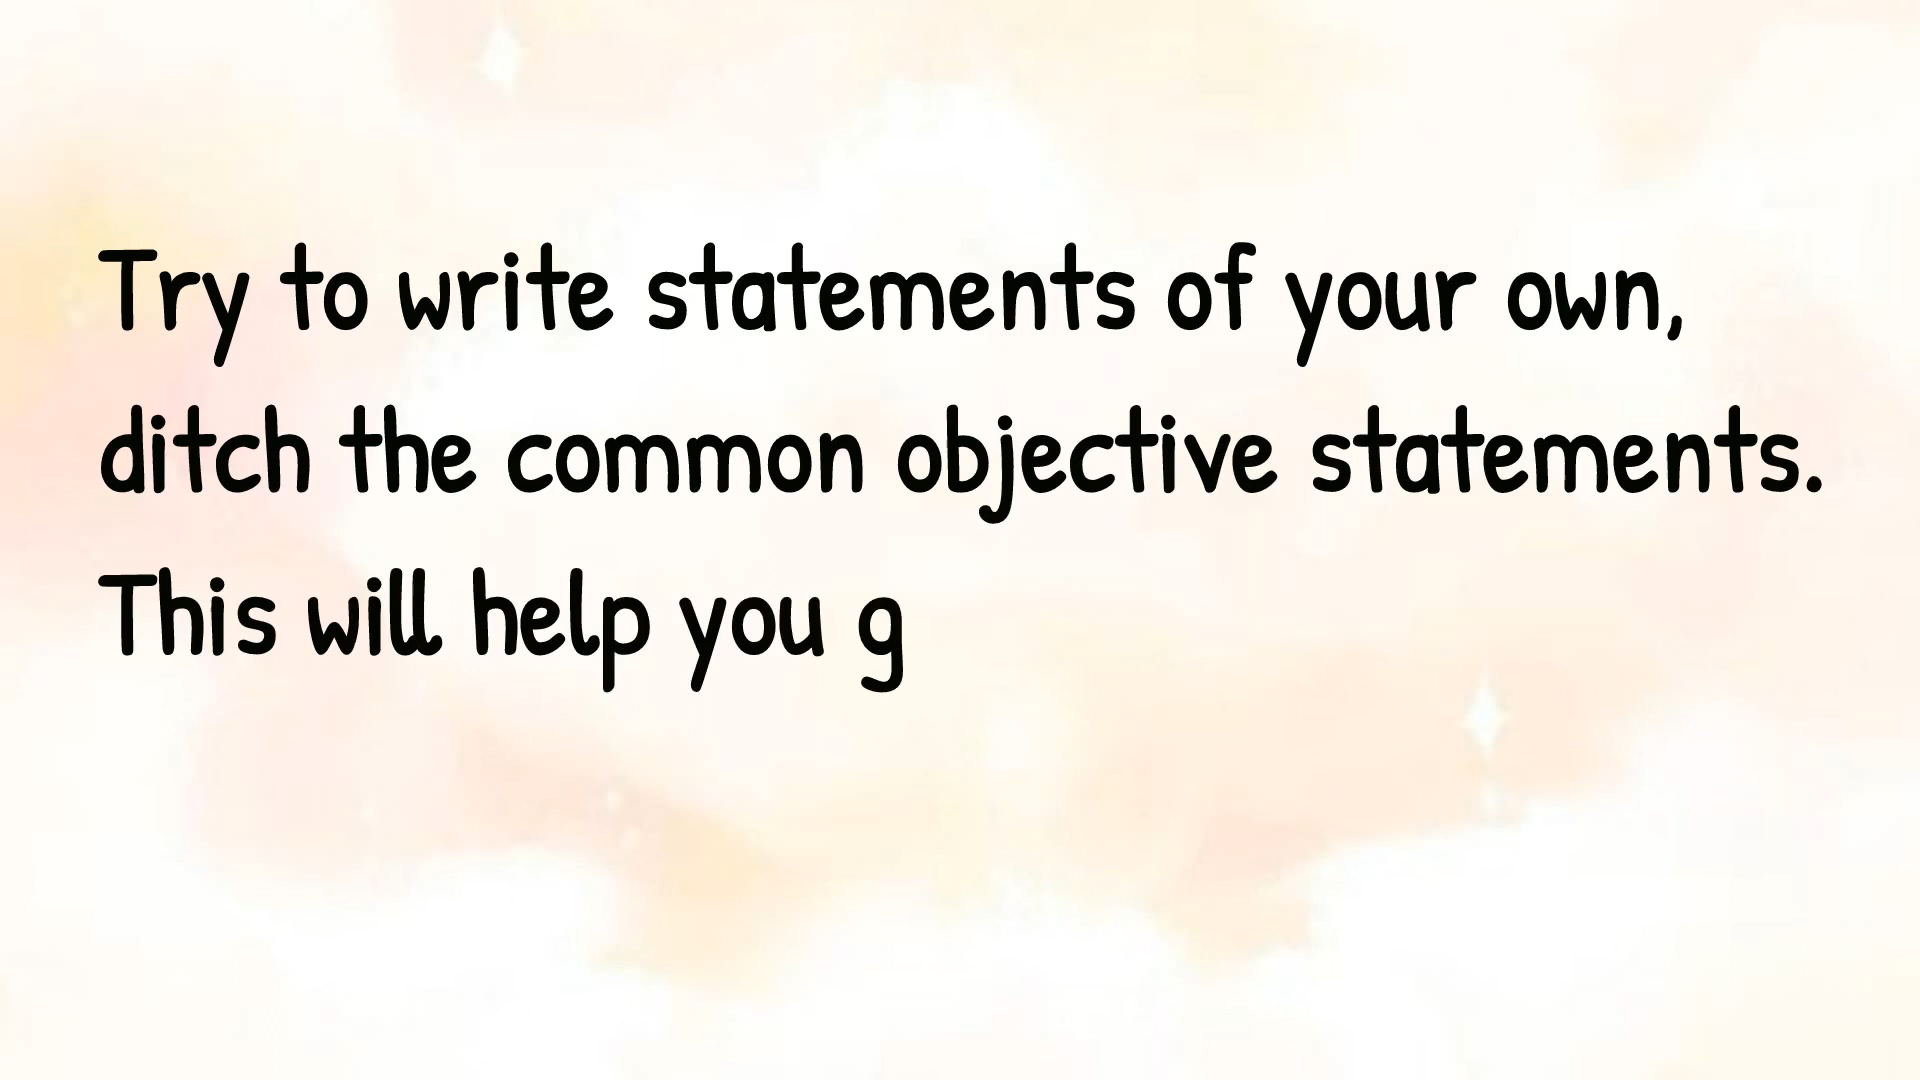 Try to write statements of your own,
ditch the common objective statements.
This will help you g